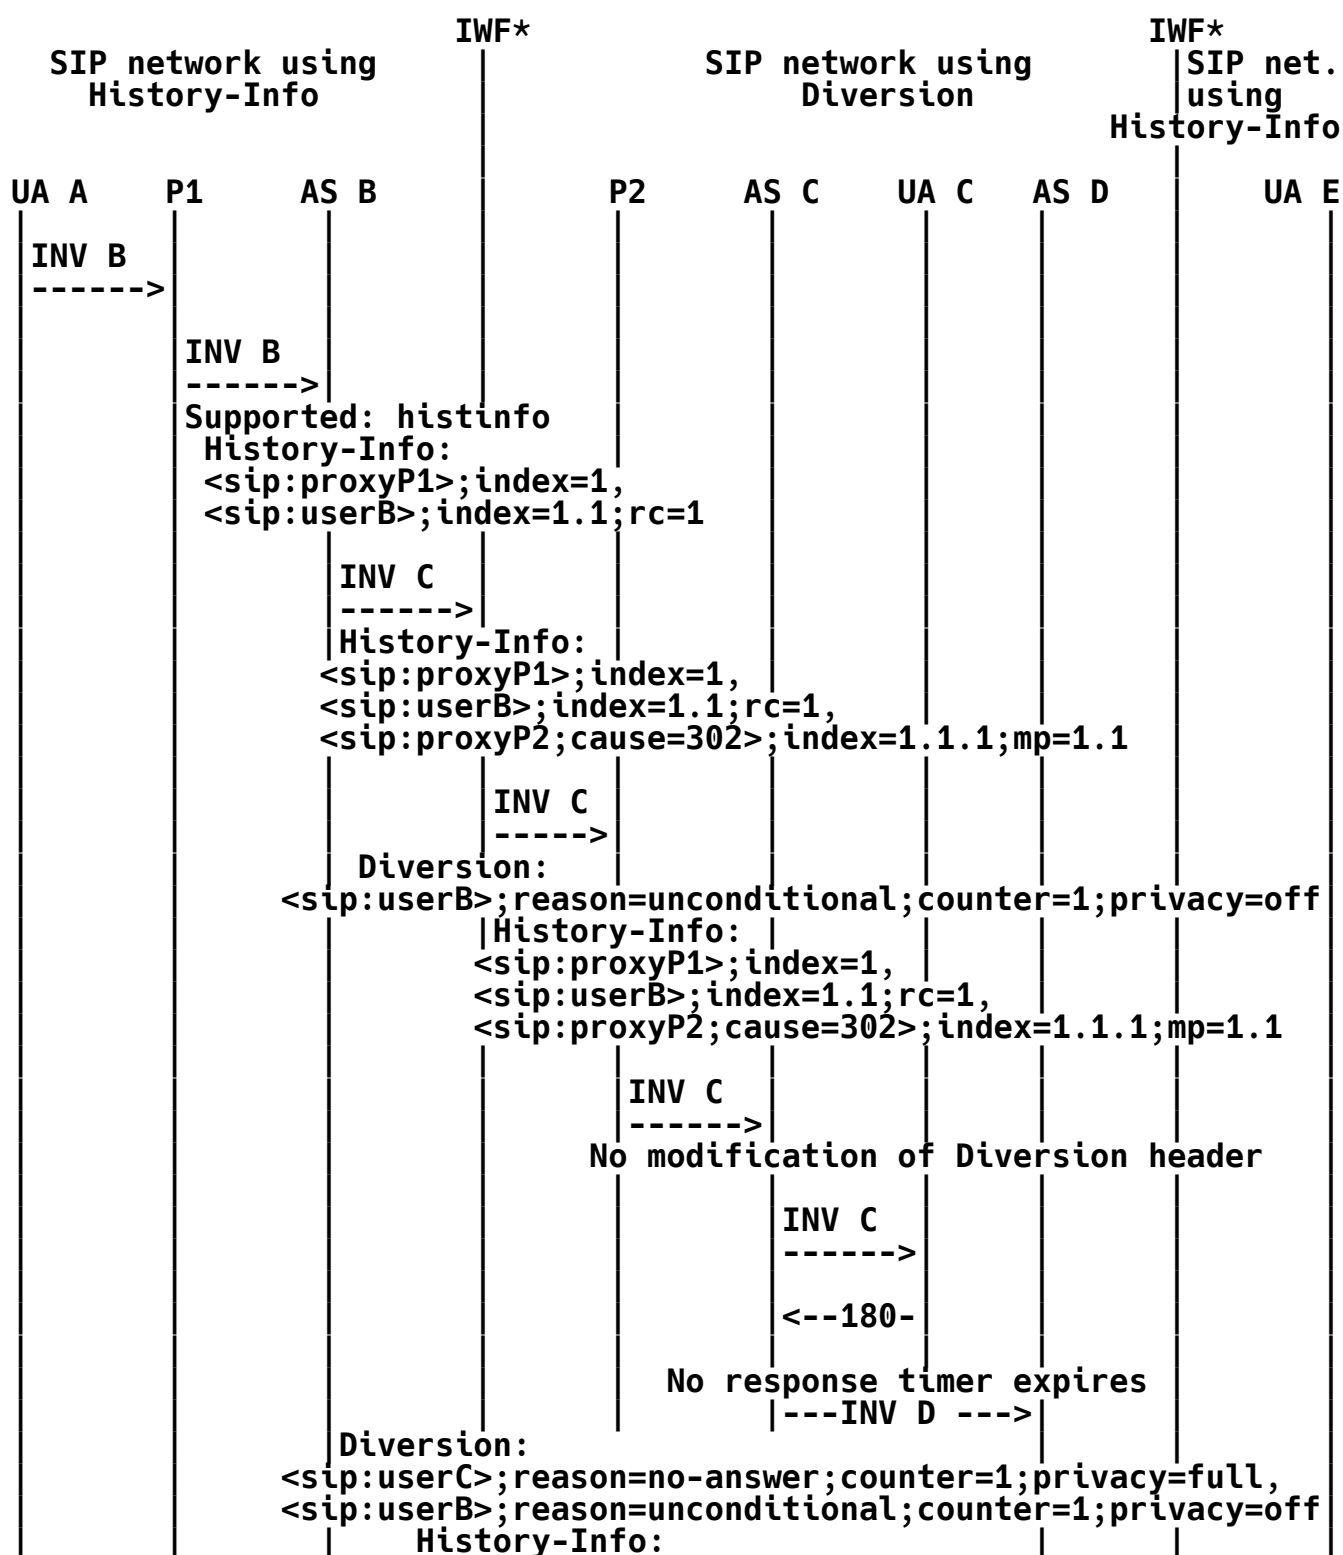 IWF* IWF*
SIP network using SIP network using |SIP net.
History-Info Diversion |using
History-Info
UA A P1 AS B P2 AS C UA C AS D UA E
INV B
------>
INV B
------>
Supported: histinfo
History-Info:
<sip:proxyP1>;index=1,
<sip:userB>;index=1.1;rc=1
INV C
------>
History-Info:
<sip:proxyP1>;index=1,
<sip:userB>;index=1.1;rc=1,
<sip:proxyP2;cause=302>;index=1.1.1;mp=1.1
INV C
----->
Diversion:
<sip:userB>;reason=unconditional;counter=1;privacy=off
History-Info:
<sip:proxyP1>;index=1,
<sip:userB>;index=1.1;rc=1,
<sip:proxyP2;cause=302>;index=1.1.1;mp=1.1
INV C
------>
No modification of Diversion header
INV C
------>
<--180-
No response timer expires
---INV D --->
Diversion:
<sip:userC>;reason=no-answer;counter=1;privacy=full,
<sip:userB>;reason=unconditional;counter=1;privacy=off
History-Info: